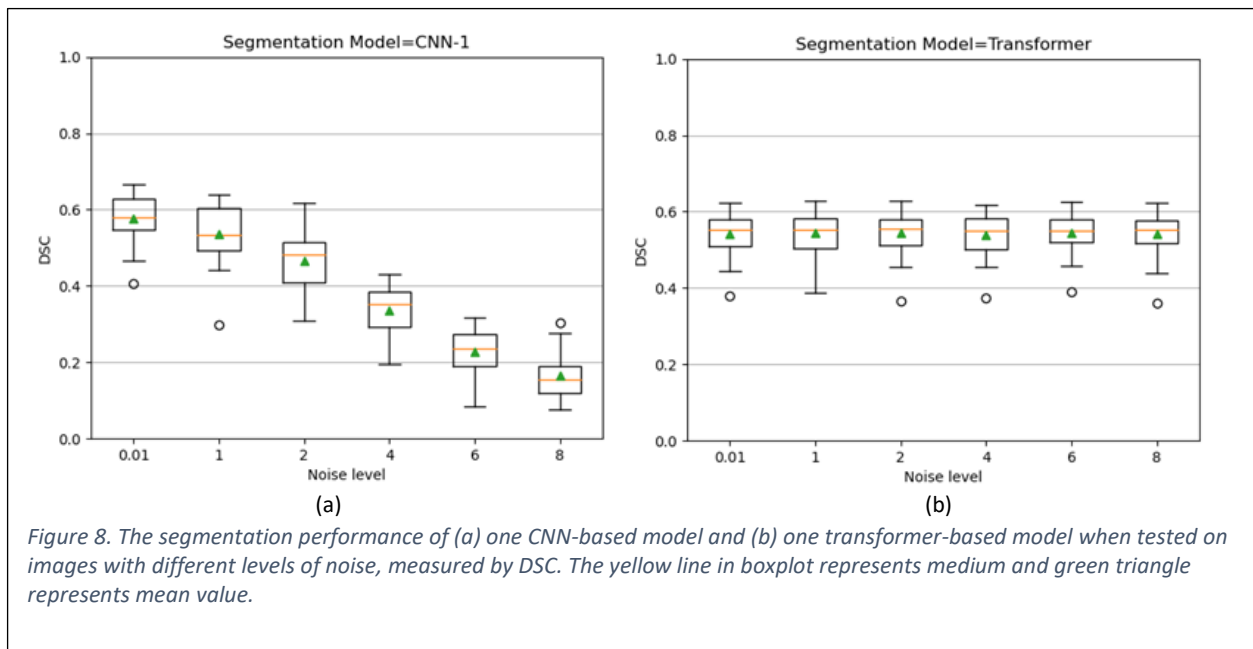 Segmentation Model=CNN-1
1.0
0.8
0.6
0.4
0.2
0.0
DSC
0.01 1 2 4 6 8
Noise level
(a)
Segmentation Model=Transformer
1.0
0.8
0.6
0.4
0.2
0.0
DSC
0.01 1 2 4 6 8
Noise level
(b)
Figure 8. The segmentation performance of (a) one CNN-based model and (b) one transformer-based model when tested on
images with different levels of noise, measured by DSC. The yellow line in boxplot represents medium and green triangle
represents mean value.